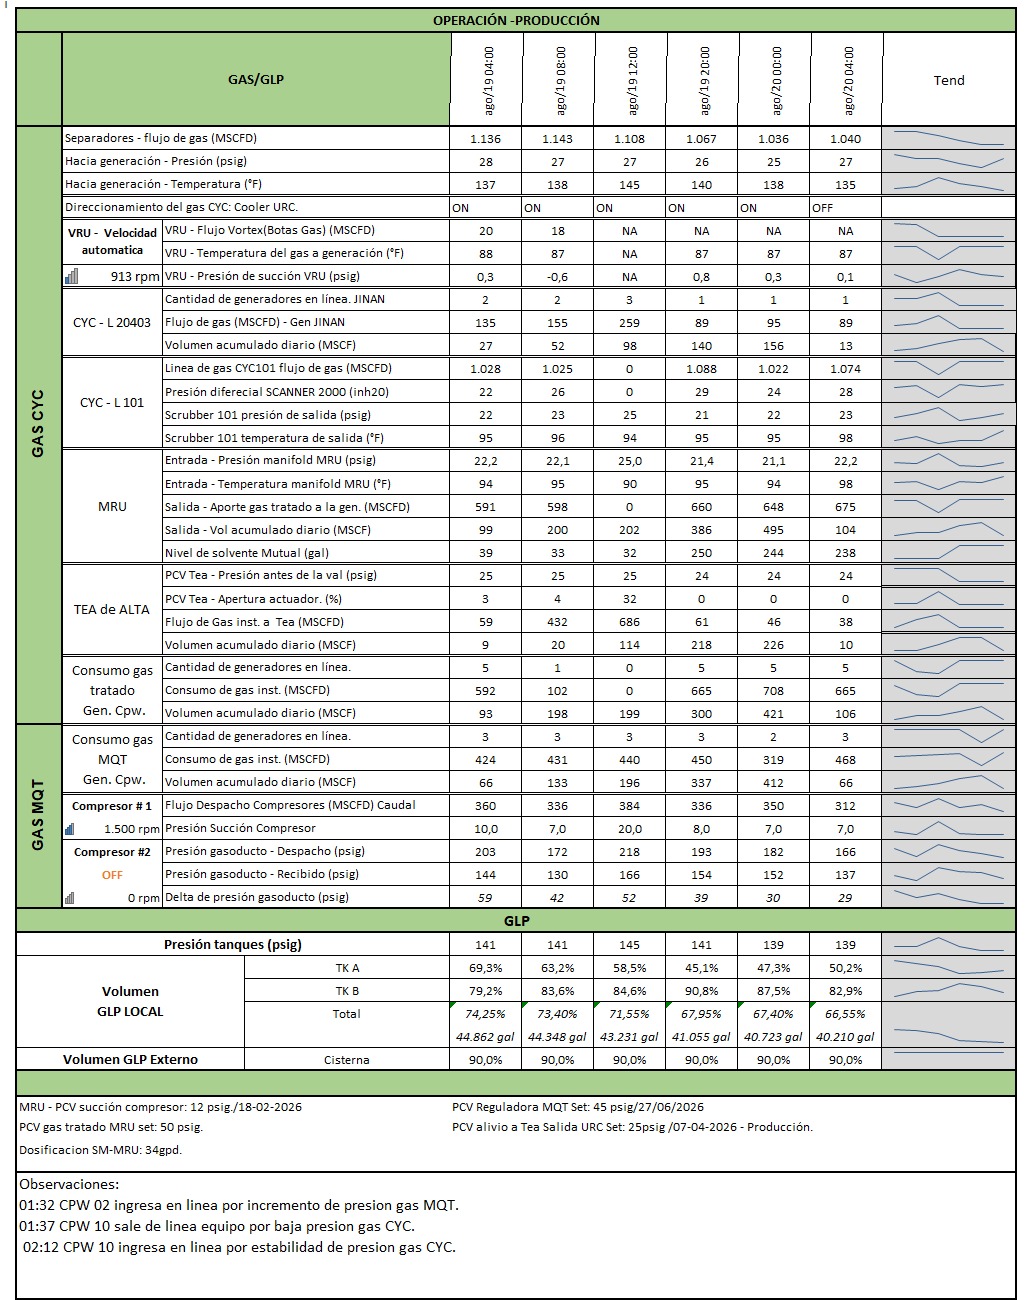 OPERACIÓN -PRODUCCIÓN
GAS/GLP ago/19 04:00 ago/19 08:00 ago/19 12:00 ago/19 20:00 ago/20 00:00 ago/20 04:00 Tend
GAS CYC
Separadores - flujo de gas (MSCFD) 1.136 1.143 1.108 1.067 1.036 1.040
Hacia generación - Presión (psig) 28 27 27 26 25 27
Hacia generación - Temperatura (°F) 137 138 145 140 138 135
Direccionamiento del gas CYC: Cooler URC. ON ON ON ON ON OFF
VRU - Velocidad automatica
913 rpm
VRU - Flujo Vortex(Botas Gas) (MSCFD) 20 18 NA NA NA NA
VRU - Temperatura del gas a generación (°F) 88 87 NA 87 87 87
VRU - Presión de succión VRU (psig) 0,3 -0,6 NA 0,8 0,3 0,1
CYC - L 20403
Cantidad de generadores en línea. JINAN 2 2 3 1 1 1
Flujo de gas (MSCFD) - Gen JINAN 135 155 259 89 95 89
Volumen acumulado diario (MSCF) 27 52 98 140 156 13
CYC - L 101
Linea de gas CYC101 flujo de gas (MSCFD) 1.028 1.025 0 1.088 1.022 1.074
Presión diferecial SCANNER 2000 (inh20) 22 26 0 29 24 28
Scrubber 101 presión de salida (psig) 22 23 25 21 22 23
Scrubber 101 temperatura de salida (°F) 95 96 94 95 95 98
MRU
Entrada - Presión manifold MRU (psig) 22,2 22,1 25,0 21,4 21,1 22,2
Entrada - Temperatura manifold MRU (°F) 94 95 90 95 94 98
Salida - Aporte gas tratado a la gen. (MSCFD) 591 598 0 660 648 675
Salida - Vol acumulado diario (MSCF) 99 200 202 386 495 104
Nivel de solvente Mutual (gal) 39 33 32 250 244 238
TEA de ALTA
PCV Tea - Presión antes de la val (psig) 25 25 25 24 24 24
PCV Tea - Apertura actuador. (%) 3 4 32 0 0 0
Flujo de Gas inst. a Tea (MSCFD) 59 432 686 61 46 38
Volumen acumulado diario (MSCF) 9 20 114 218 226 10
Consumo gas tratado Gen. Cpw.
Cantidad de generadores en línea. 5 1 0 5 5 5
Consumo de gas inst. (MSCFD) 592 102 0 665 708 665
Volumen acumulado diario (MSCF) 93 198 199 300 421 106
GAS MQT
Consumo gas MQT Gen. Cpw.
Cantidad de generadores en línea. 3 3 3 3 2 3
Consumo de gas inst. (MSCFD) 424 431 440 450 319 468
Volumen acumulado diario (MSCF) 66 133 196 337 412 66
Compresor # 1
1.500 rpm
Flujo Despacho Compresores (MSCFD) Caudal 360 336 384 336 350 312
Presión Succión Compresor 10,0 7,0 20,0 8,0 7,0 7,0
Compresor #2
OFF
0 rpm
Presión gasoducto - Despacho (psig) 203 172 218 193 182 166
Presión gasoducto - Recibido (psig) 144 130 166 154 152 137
Delta de presión gasoducto (psig) 59 42 52 39 30 29
GLP
Presión tanques (psig) 141 141 145 141 139 139
Volumen
GLP LOCAL
TK A 69,3% 63,2% 58,5% 45,1% 47,3% 50,2%
TK B 79,2% 83,6% 84,6% 90,8% 87,5% 82,9%
Total 74,25% 73,40% 71,55% 67,95% 67,40% 66,55%
44.862 gal 44.348 gal 43.231 gal 41.055 gal 40.723 gal 40.210 gal
Volumen GLP Externo Cisterna 90,0% 90,0% 90,0% 90,0% 90,0% 90,0%
MRU - PCV succión compresor: 12 psig./18-02-2026 PCV Reguladora MQT Set: 45 psig/27/06/2026
PCV gas tratado MRU set: 50 psig. PCV alivio a Tea Salida URC Set: 25psig /07-04-2026 - Producción.
Dosificacion SM-MRU: 34gpd.
Observaciones:
01:32 CPW 02 ingresa en linea por incremento de presion gas MQT.
01:37 CPW 10 sale de linea equipo por baja presion gas CYC.
02:12 CPW 10 ingresa en linea por estabilidad de presion gas CYC.